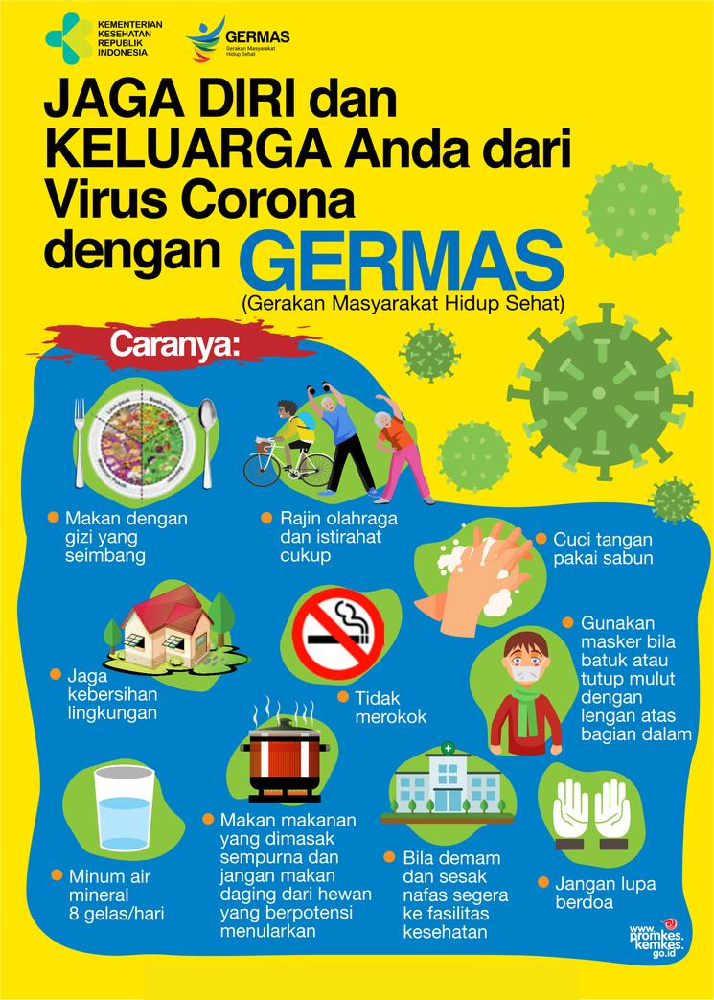 KEMENTERIAN
KESEHATAN
REPUBLIK
INDONESIA
GERMAS
Gerakan Masyarakat
Hidup Sehat
JAGA DIRI dan
KELUARGA Anda dari
Virus Corona
dengan GERMAS
(Gerakan Masyarakat Hidup Sehat)
Caranya:
Makan dengan
gizi yang
seimbang
Rajin olahraga
dan istirahat
cukup
Cuci tangan
pakai sabun
Jaga
kebersihan
lingkungan
Tidak
merokok
Gunakan
masker bila
batuk atau
tutup mulut
dengan
lengan atas
bagian dalam
Minum air
mineral
8 gelas/hari
Makan makanan
yang dimasak
sempurna dan
jangan makan
daging dari hewan
yang berpotensi
menularkan
Bila demam
dan sesak
nafas segera
ke fasilitas
kesehatan
Jangan lupa
berdoa
www.
promkes.
kemkes.
go.id